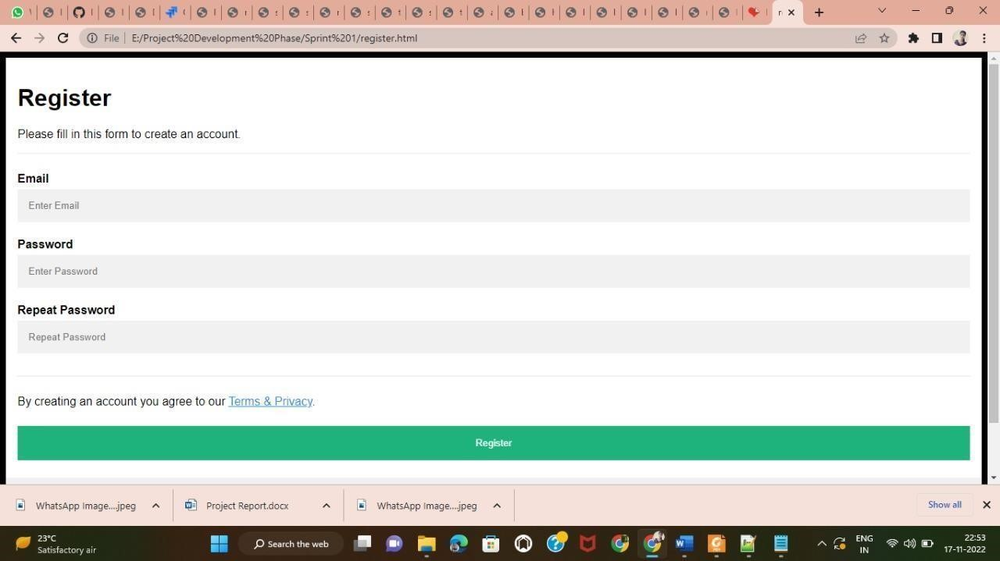 File
E:/Project%20Development%20Phase/Sprint%201/register.html
Register
Please fill in this form to create an account.
Email
Enter Email
Password
Enter Password
Repeat Password
Repeat Password
By creating an account you agree to our Terms & Privacy.
Register
WhatsApp Image....jpeg
Project Report.docx
WhatsApp Image....jpeg
Show all
23°C
Satisfactory air
Search the web
ENG
IN
22:53
17-11-2022